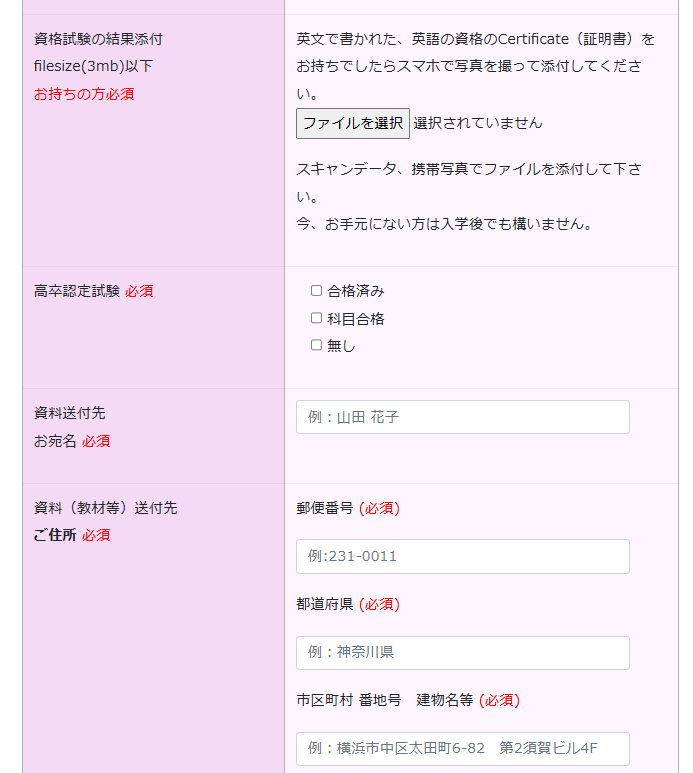 資格試験の結果添付
filesize(3mb)以下
お持ちの方必須
英文で書かれた、英語の資格のCertificate（証明書）を
お持ちでしたらスマホで写真を撮って添付してくださ
い。
ファイルを選択 選択されていません
スキャンデータ、携帯写真でファイルを添付して下さ
い。
今、お手元にない方は入学後でも構いません。
高卒認定試験 必須
合格済み
科目合格
無し
資料送付先
お宛名 必須
例：山田 花子
資料（教材等）送付先
ご住所 必須
郵便番号 (必須)
例:231-0011
都道府県 (必須)
例：神奈川県
市区町村 番地号　建物名等 (必須)
例：横浜市中区太田町6-82　第2須賀ビル4F